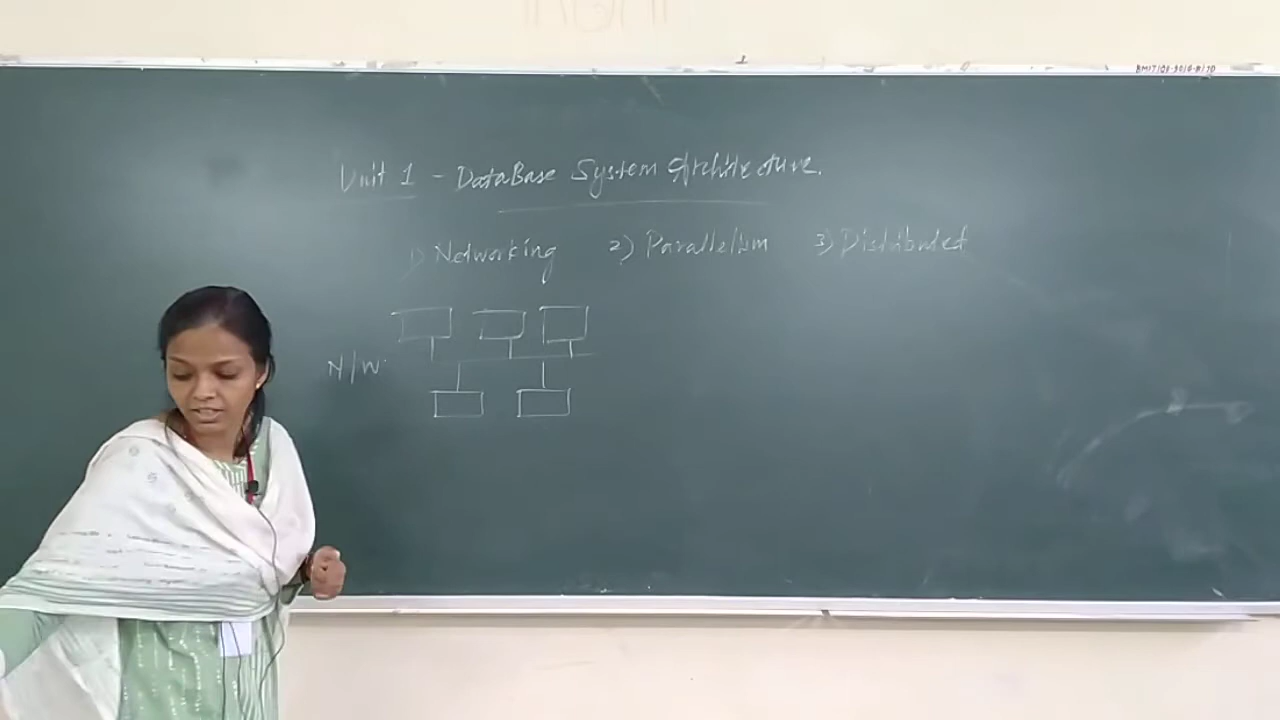 Unit 1 - DataBase System Architecture.
1) Networking 2) Parallelism 3) Distributed
N/W